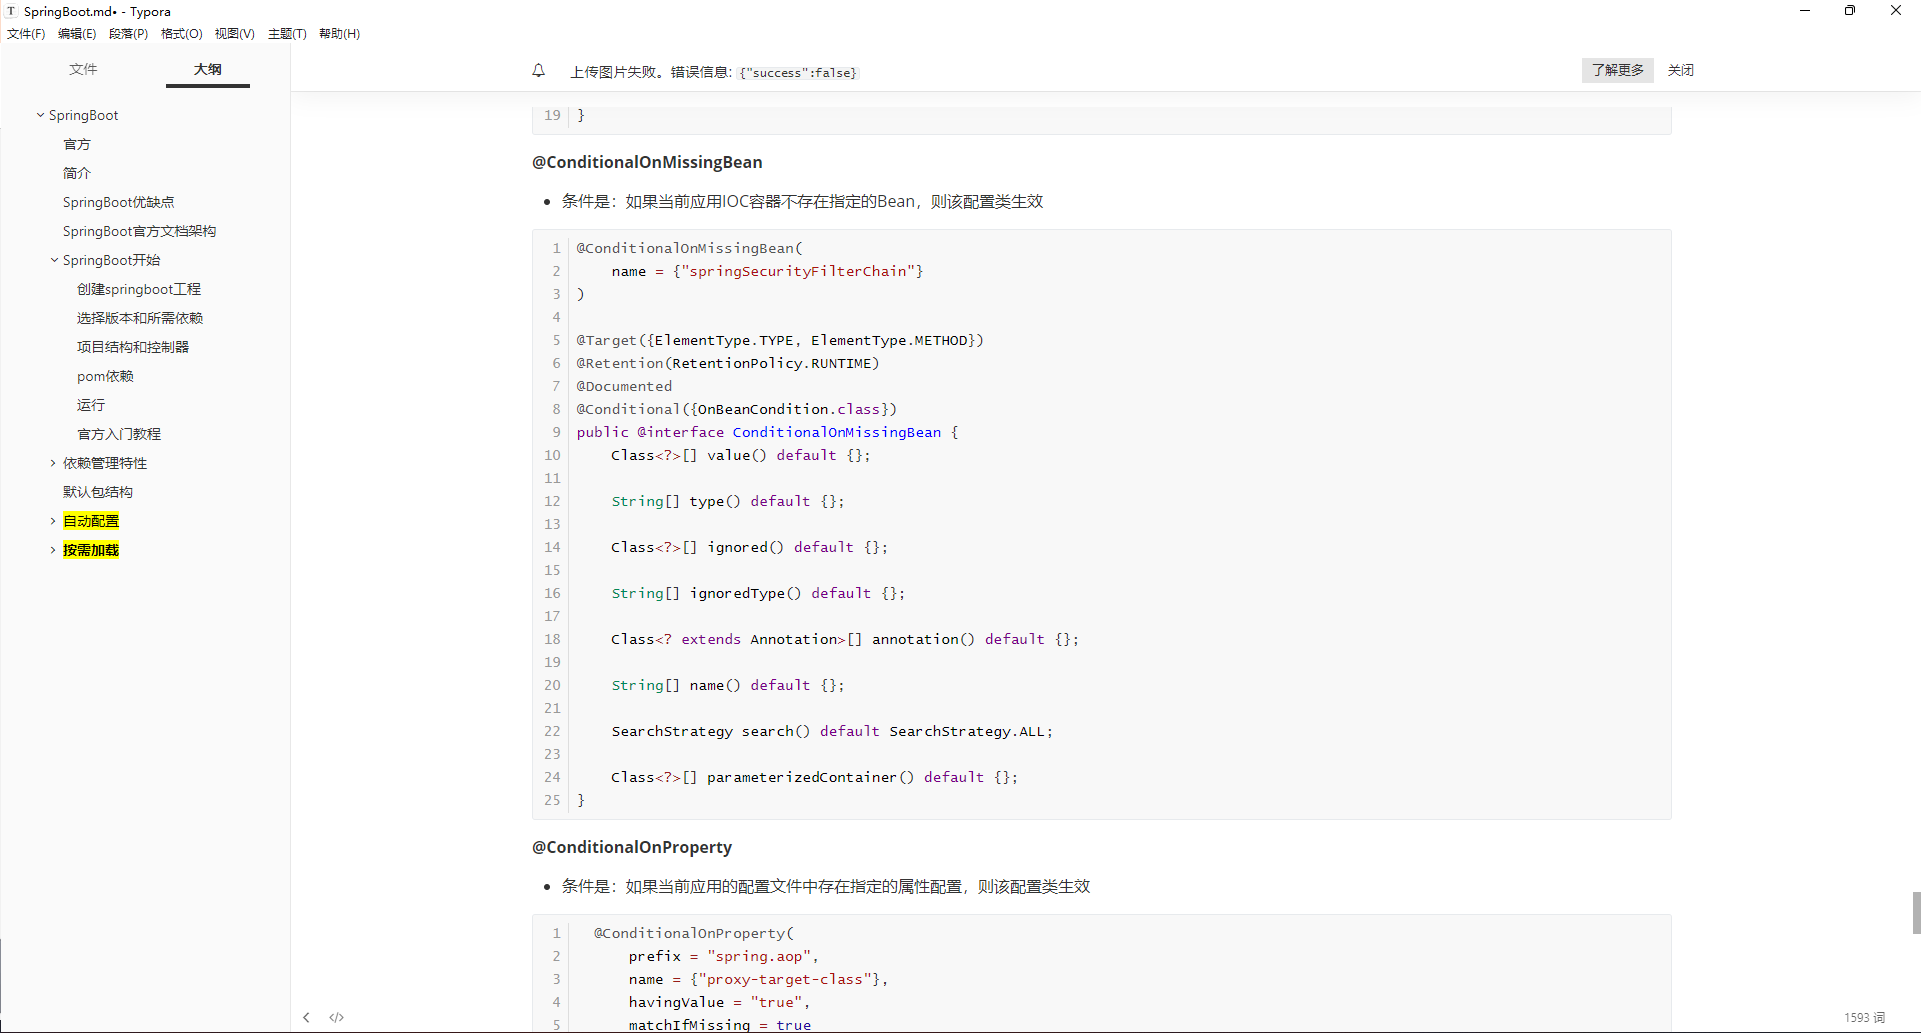 SpringBoot.md• - Typora
文件(F) 编辑(E) 段落(P) 格式(O) 视图(V) 主题(T) 帮助(H)
文件 大纲
上传图片失败。错误信息: {"success":false} 了解更多 关闭
SpringBoot
官方
简介
SpringBoot优缺点
SpringBoot官方文档架构
SpringBoot开始
创建springboot工程
选择版本和所需依赖
项目结构和控制器
pom依赖
运行
官方入门教程
依赖管理特性
默认包结构
自动配置
按需加载
19 }
@ConditionalOnMissingBean
• 条件是：如果当前应用IOC容器不存在指定的Bean，则该配置类生效
1 @ConditionalOnMissingBean(
2 name = {"springSecurityFilterChain"}
3 )
4
5 @Target({ElementType.TYPE, ElementType.METHOD})
6 @Retention(RetentionPolicy.RUNTIME)
7 @Documented
8 @Conditional({OnBeanCondition.class})
9 public @interface ConditionalOnMissingBean {
10 Class<?>[] value() default {};
11
12 String[] type() default {};
13
14 Class<?>[] ignored() default {};
15
16 String[] ignoredType() default {};
17
18 Class<? extends Annotation>[] annotation() default {};
19
20 String[] name() default {};
21
22 SearchStrategy search() default SearchStrategy.ALL;
23
24 Class<?>[] parameterizedContainer() default {};
25 }
@ConditionalOnProperty
• 条件是：如果当前应用的配置文件中存在指定的属性配置，则该配置类生效
1 @ConditionalOnProperty(
2 prefix = "spring.aop",
3 name = {"proxy-target-class"},
4 havingValue = "true",
5 matchIfMissing = true
</> 1593 词